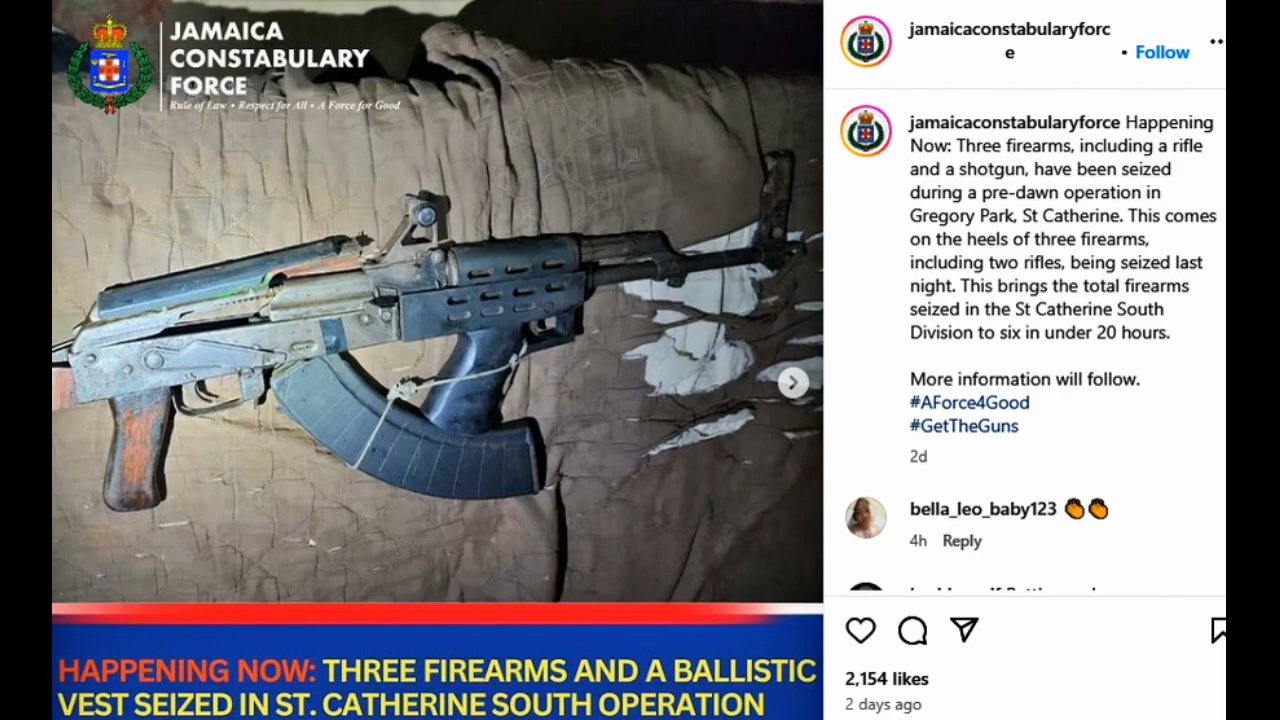 JAMAICA
CONSTABULARY
FORCE
Rule of Law • Respect for All • A Force for Good
HAPPENING NOW: THREE FIREARMS AND A BALLISTIC
VEST SEIZED IN ST. CATHERINE SOUTH OPERATION
jamaicaconstabularyforc
e
• Follow
jamaicaconstabularyforce Happening
Now: Three firearms, including a rifle
and a shotgun, have been seized
during a pre-dawn operation in
Gregory Park, St Catherine. This comes
on the heels of three firearms,
including two rifles, being seized last
night. This brings the total firearms
seized in the St Catherine South
Division to six in under 20 hours.
More information will follow.
#AForce4Good
#GetTheGuns
2d
bella_leo_baby123 👏👏
4h Reply
2,154 likes
2 days ago